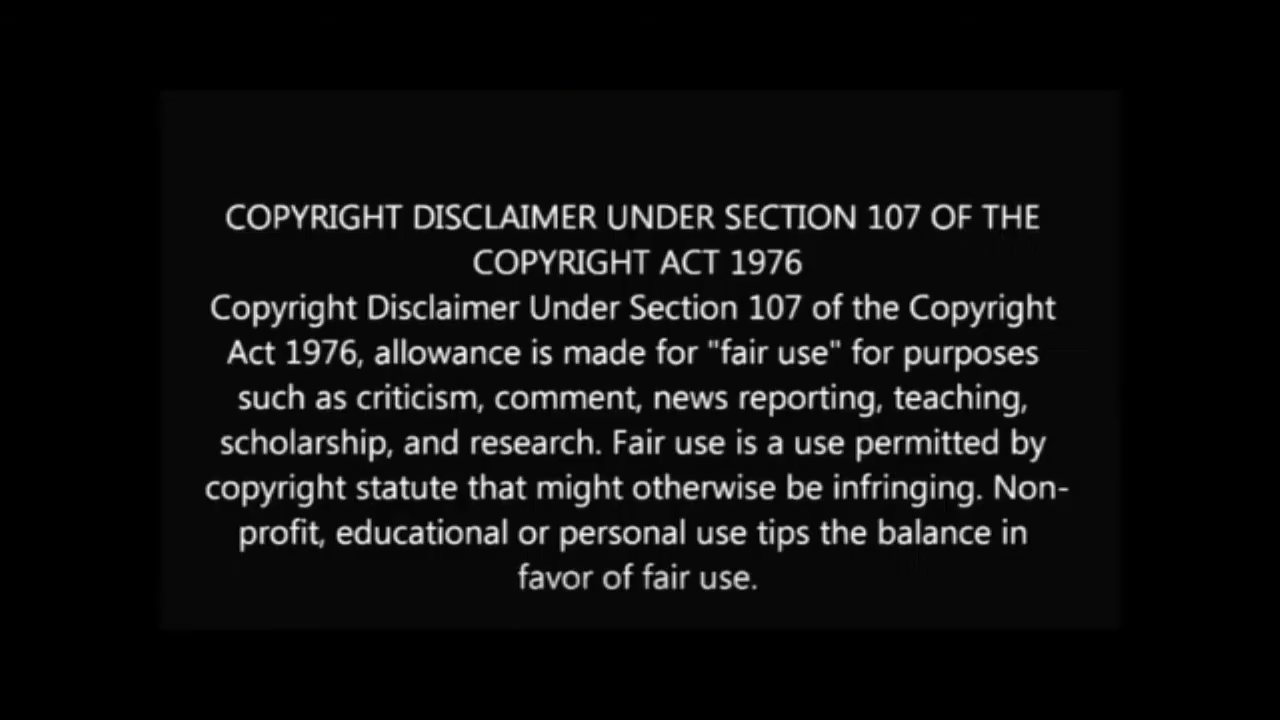 COPYRIGHT DISCLAIMER UNDER SECTION 107 OF THE
COPYRIGHT ACT 1976
Copyright Disclaimer Under Section 107 of the Copyright
Act 1976, allowance is made for "fair use" for purposes
such as criticism, comment, news reporting, teaching,
scholarship, and research. Fair use is a use permitted by
copyright statute that might otherwise be infringing. Non-
profit, educational or personal use tips the balance in
favor of fair use.